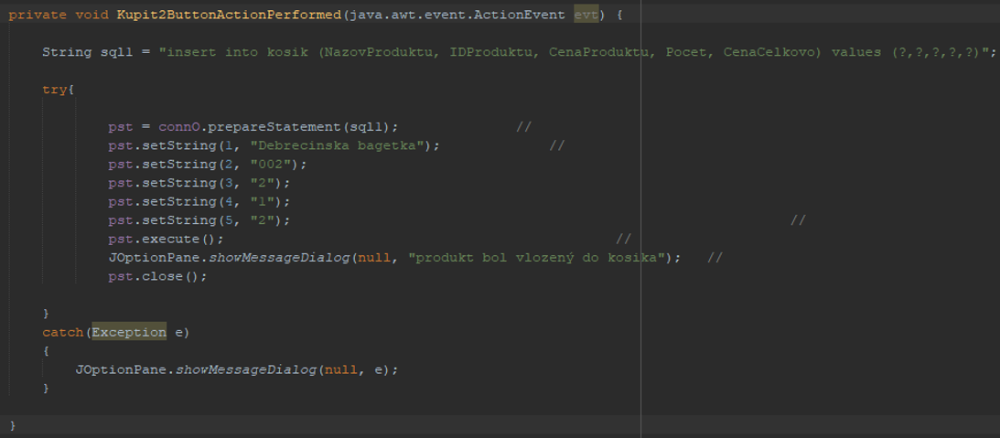 private void Kupit2ButtonActionPerformed(java.awt.event.ActionEvent evt) {
String sqll = "insert into kosik (NazovProduktu, IDProduktu, CenaProduktu, Pocet, CenaCelkovo) values (?,?,?,?,?)";
try{
pst = connO.prepareStatement(sqll); //
pst.setString(1, "Debrecinska bagetka"); //
pst.setString(2, "002");
pst.setString(3, "2");
pst.setString(4, "1");
pst.setString(5, "2"); //
pst.execute(); //
JOptionPane.showMessageDialog(null, "produkt bol vlozený do kosika"); //
pst.close();
}
catch(Exception e)
{
JOptionPane.showMessageDialog(null, e);
}
}